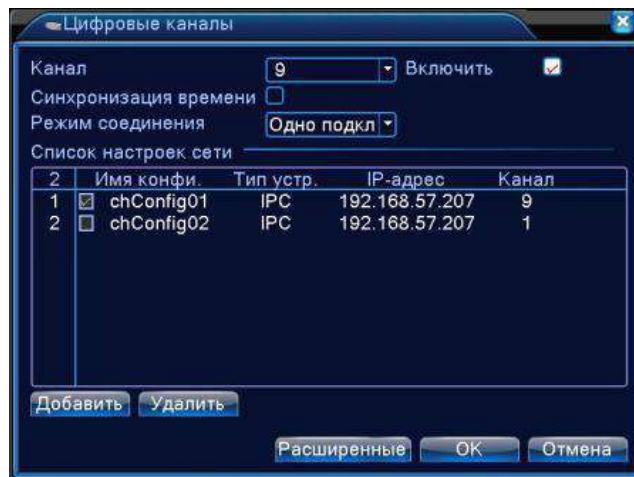 Цифровые каналы
Канал 9 Включить
Синхронизация времени
Режим соединения Одно подкл
Список настроек сети
2 Имя конфи. Тип устр. IP-адрес Канал
1 chConfig01 IPC 192.168.57.207 9
2 chConfig02 IPC 192.168.57.207 1
Добавить Удалить
Расширенные OK Отмена